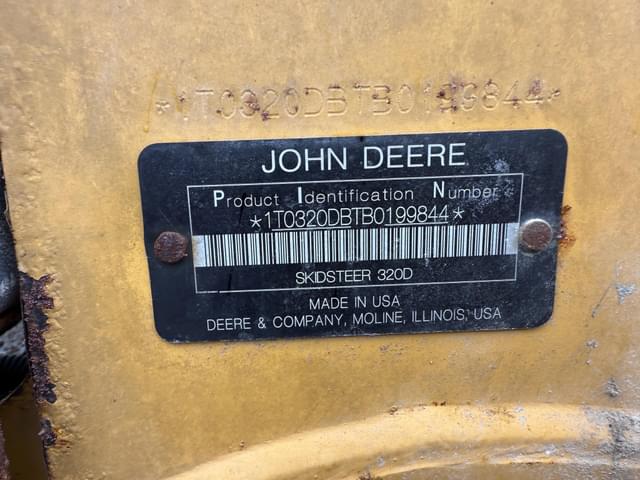 *1T0320DBTB0199844*
JOHN DEERE
Product Identification Number
*1T0320DBTB0199844*
SKIDSTEER 320D
MADE IN USA
DEERE & COMPANY, MOLINE, ILLINOIS, USA